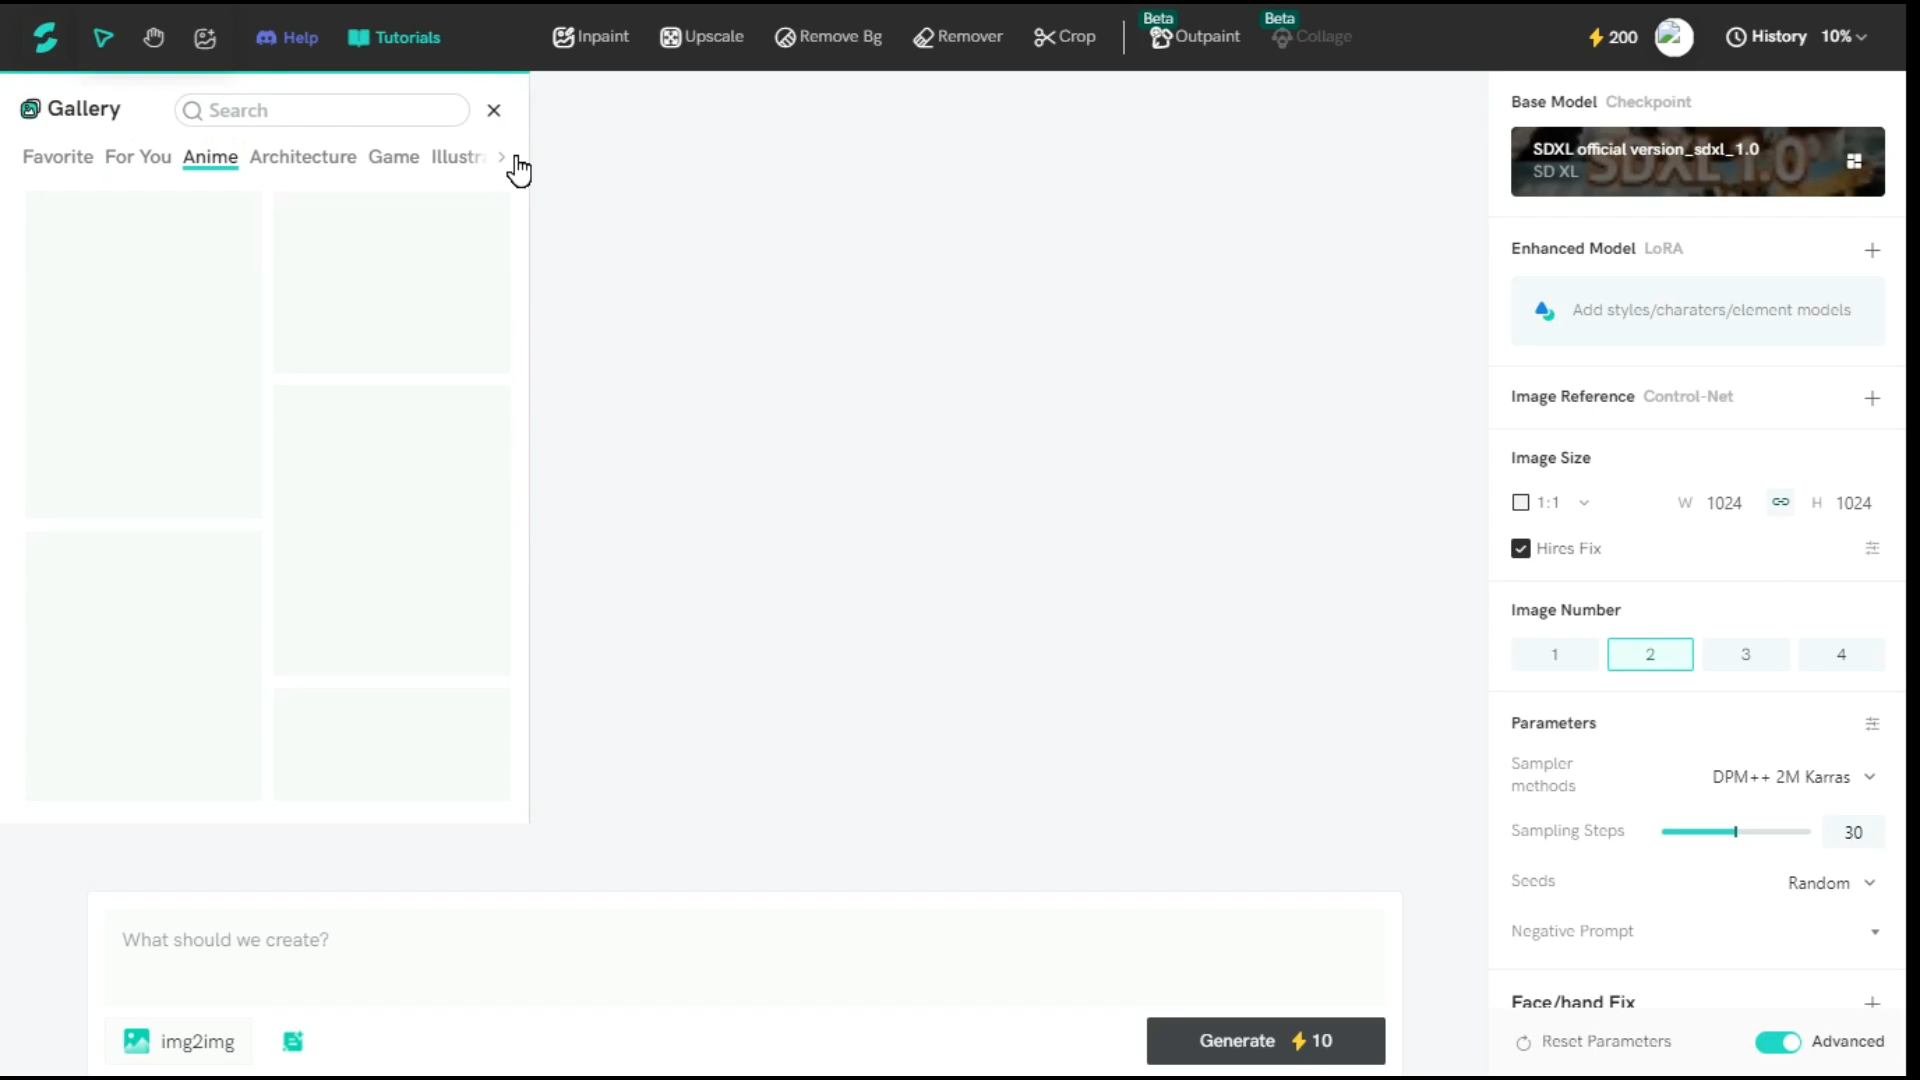 Help
Tutorials
Inpaint
Upscale
Remove Bg
Remover
Crop
Beta
Outpaint
Beta
Collage
200
History
10%
Gallery
Search
Favorite
For You
Anime
Architecture
Game
Illustr
Base Model Checkpoint
SDXL official version_sdxl_1.0
SD XL
SDXL 1.0
Enhanced Model LoRA
Add styles/charaters/element models
Image Reference Control-Net
Image Size
1:1
W 1024
H 1024
Hires Fix
Image Number
1
2
3
4
Parameters
Sampler
methods
DPM++ 2M Karras
Sampling Steps
30
Seeds
Random
Negative Prompt
Face/hand Fix
Reset Parameters
Advanced
What should we create?
img2img
Generate
10